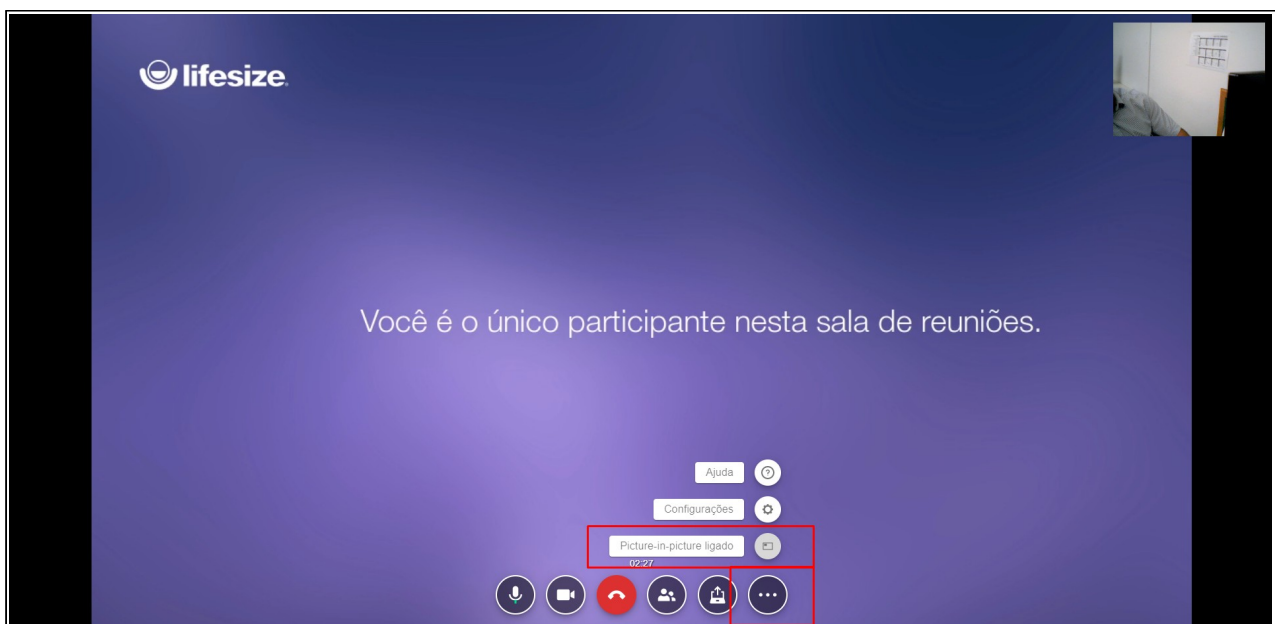 lifesize
Você é o único participante nesta sala de reuniões.
Ajuda
Configurações
Picture-in-picture ligado
02:27